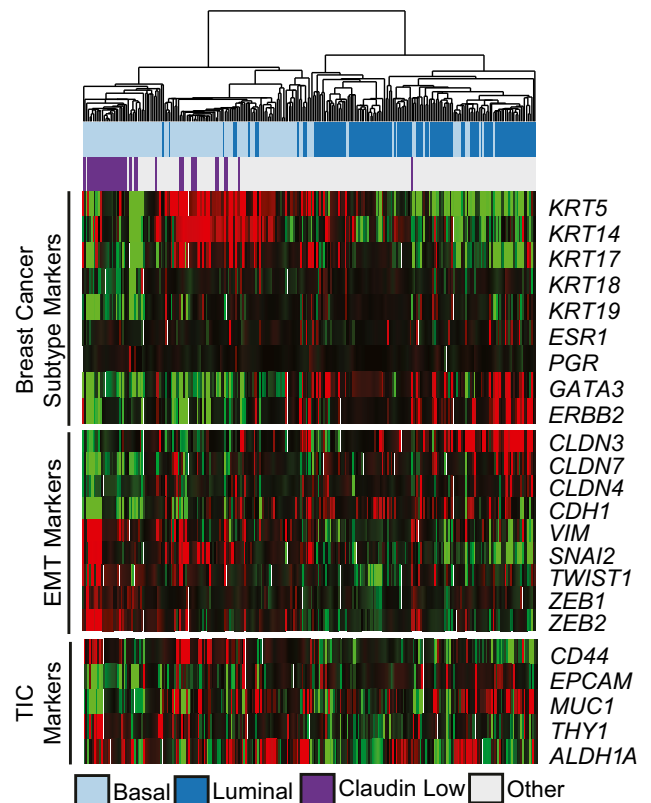 Breast Cancer
Subtype Markers
KRT5
KRT14
KRT17
KRT18
KRT19
ESR1
PGR
GATA3
ERBB2
EMT Markers
CLDN3
CLDN7
CLDN4
CDH1
VIM
SNAI2
TWIST1
ZEB1
ZEB2
TIC
Markers
CD44
EPCAM
MUC1
THY1
ALDH1A
Basal Luminal Claudin Low Other